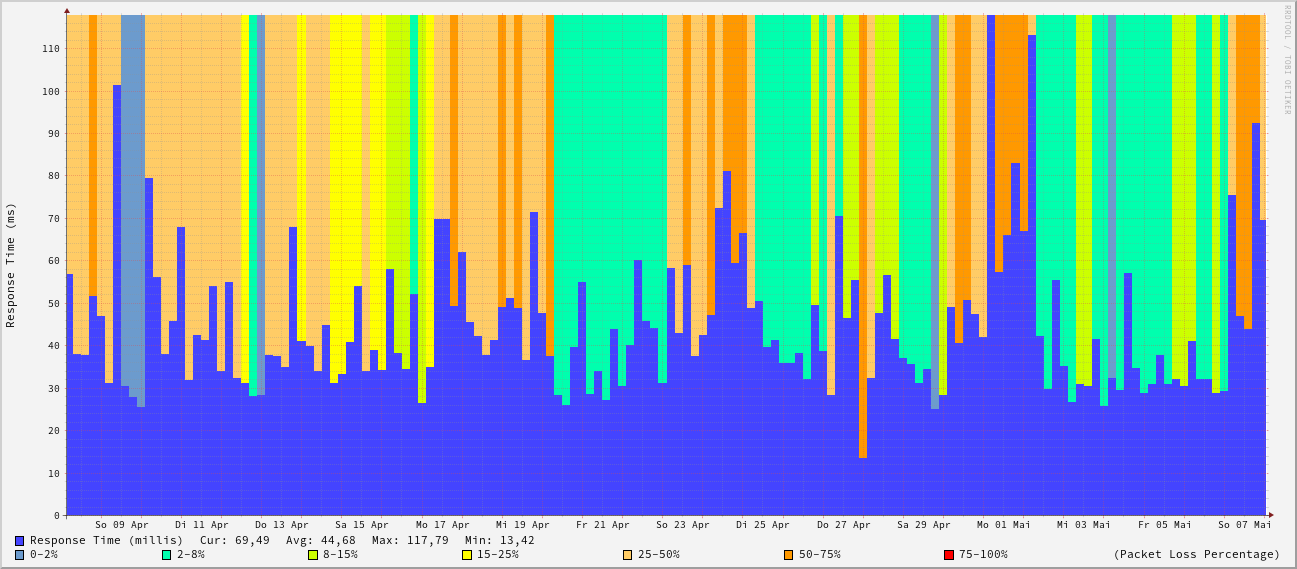 RRDTOOL / TOBI OETIKER
Response Time (ms)
110
100
90
80
70
60
50
40
30
20
10
0
So 09 Apr Di 11 Apr Do 13 Apr Sa 15 Apr Mo 17 Apr Mi 19 Apr Fr 21 Apr So 23 Apr Di 25 Apr Do 27 Apr Sa 29 Apr Mo 01 Mai Mi 03 Mai Fr 05 Mai So 07 Mai
Response Time (millis) Cur: 69,49 Avg: 44,68 Max: 117,79 Min: 13,42
0-2% 2-8% 8-15% 15-25% 25-50% 50-75% 75-100% (Packet Loss Percentage)